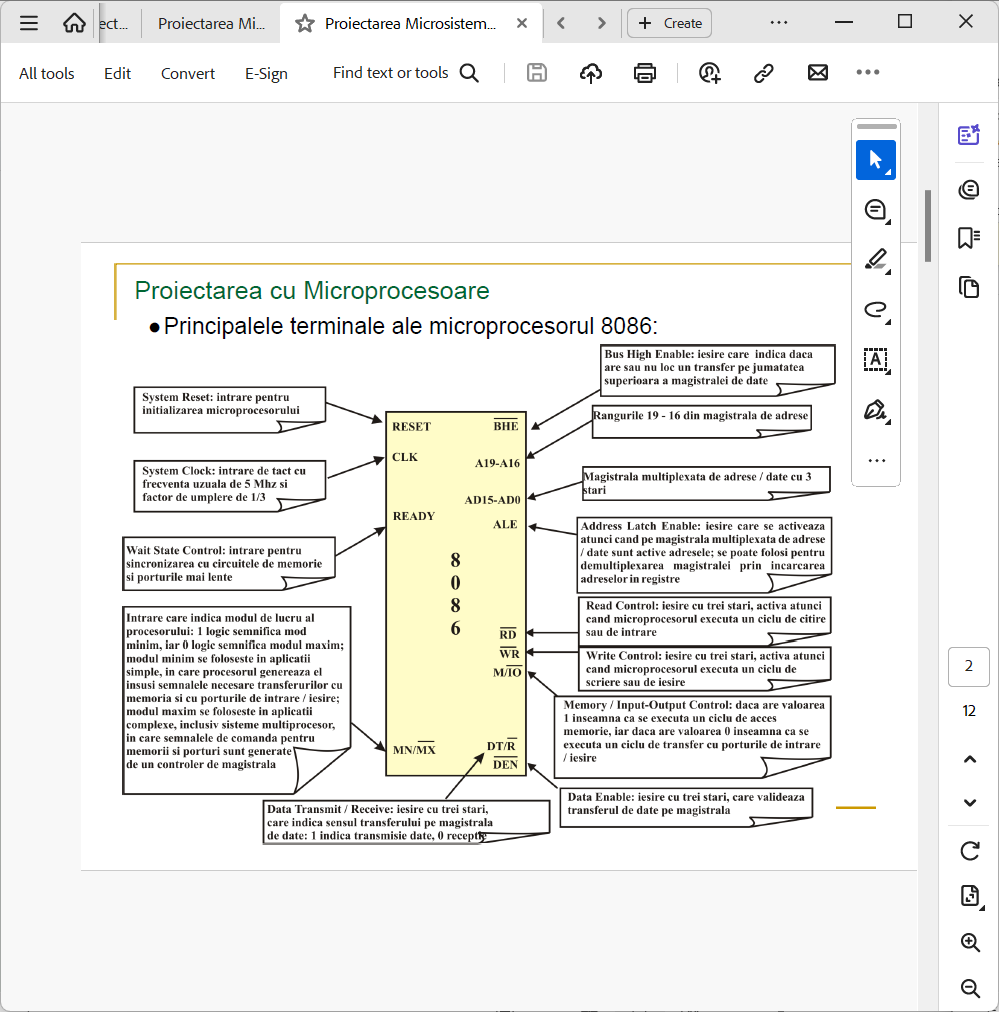 ect...
Proiectarea Mi...
Proiectarea Microsistem...
Create
All tools
Edit
Convert
E-Sign
Find text or tools
Proiectarea cu Microprocesoare
●Principalele terminale ale microprocesorul 8086:
System Reset: intrare pentru
initializarea microprocesorului
System Clock: intrare de tact cu
frecventa uzuala de 5 Mhz si
factor de umplere de 1/3
Wait State Control: intrare pentru
sincronizarea cu circuitele de memorie
si porturile mai lente
Intrare care indica modul de lucru al
procesorului: 1 logic semnifica mod
minim, iar 0 logic semnifica modul maxim;
modul minim se foloseste in aplicatii
simple, in care procesorul genereaza el
insusi semnalele necesare transferurilor cu
memoria si cu porturile de intrare / iesire;
modul maxim se foloseste in aplicatii
complexe, inclusiv sisteme multiprocesor,
in care semnalele de comanda pentru
memorii si porturi sunt generate
de un controler de magistrala
Data Transmit / Receive: iesire cu trei stari,
care indica sensul transferului pe magistrala
de date: 1 indica transmisie date, 0 receptie
RESET
CLK
READY
MN/M̅X̅
8
0
8
6
B̅H̅E̅
A19-A16
AD15-AD0
ALE
R̅D̅
W̅R̅
M/I̅O̅
DT/R̅
D̅E̅N̅
Bus High Enable: iesire care indica daca
are sau nu loc un transfer pe jumatatea
superioara a magistralei de date
Rangurile 19 - 16 din magistrala de adrese
Magistrala multiplexata de adrese / date cu 3
stari
Address Latch Enable: iesire care se activeaza
atunci cand pe magistrala multiplexata de adrese
/ date sunt active adresele; se poate folosi pentru
demultiplexarea magistralei prin incarcarea
adreselor in registre
Read Control: iesire cu trei stari, activa atunci
cand microprocesorul executa un ciclu de citire
sau de intrare
Write Control: iesire cu trei stari, activa atunci
cand microprocesorul executa un ciclu de
scriere sau de iesire
Memory / Input-Output Control: daca are valoarea
1 inseamna ca se executa un ciclu de acces
memorie, iar daca are valoarea 0 inseamna ca se
executa un ciclu de transfer cu porturile de intrare
/ iesire
Data Enable: iesire cu trei stari, care valideaza
transferul de date pe magistrala
A
2
12